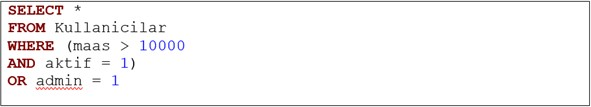 SELECT *
FROM Kullanicilar
WHERE (maas > 10000
AND aktif = 1)
OR admin = 1